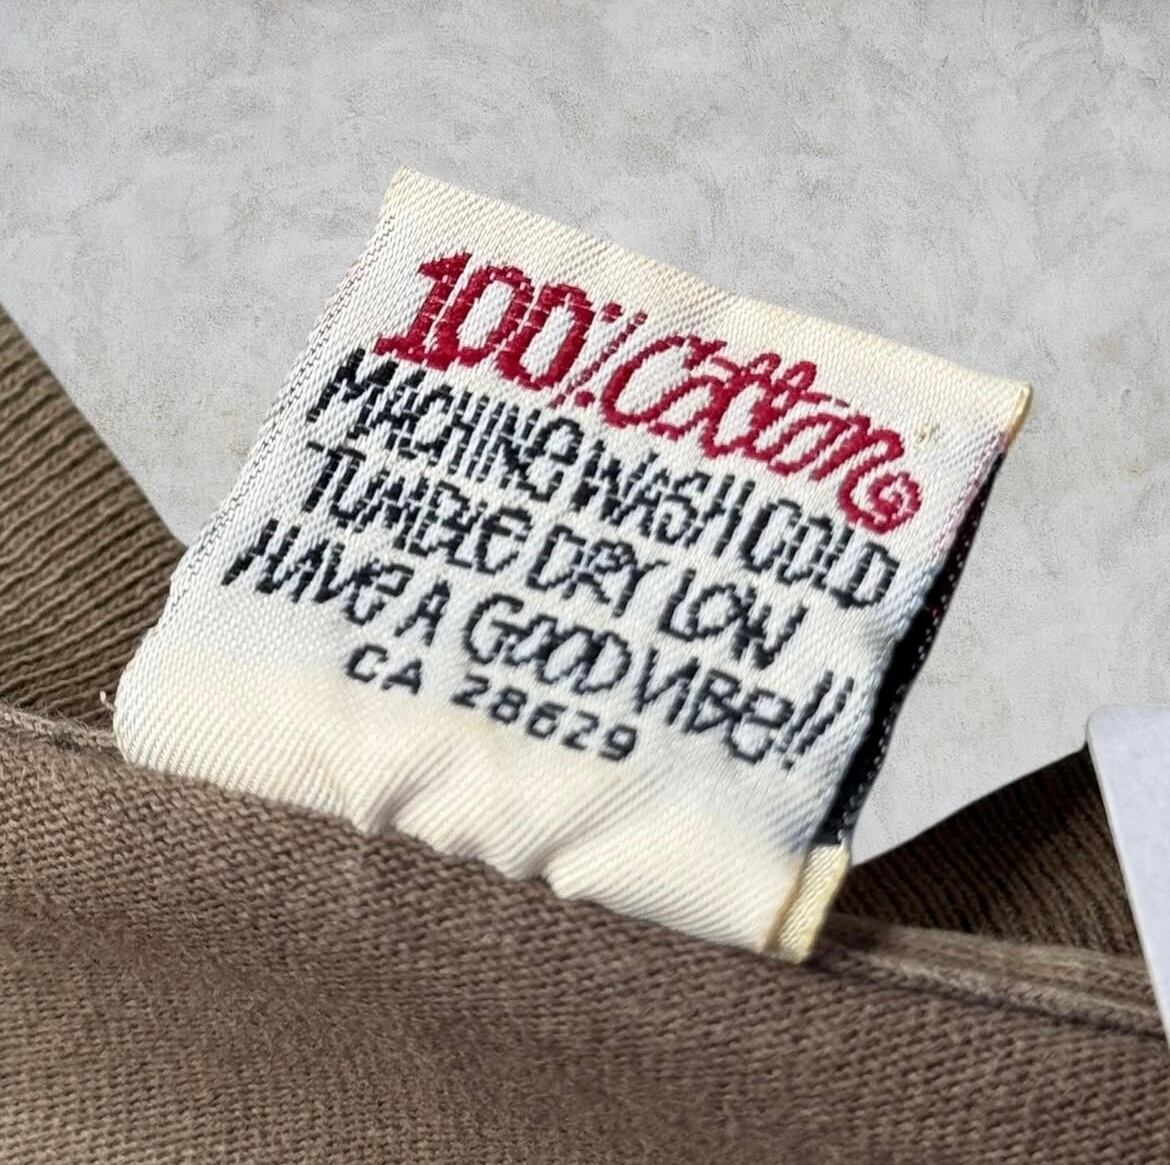 100% Cotton
MACHINE WASH COLD
TUMBLE DRY LOW
HAVE A GOOD VIBE!!
CA 28629